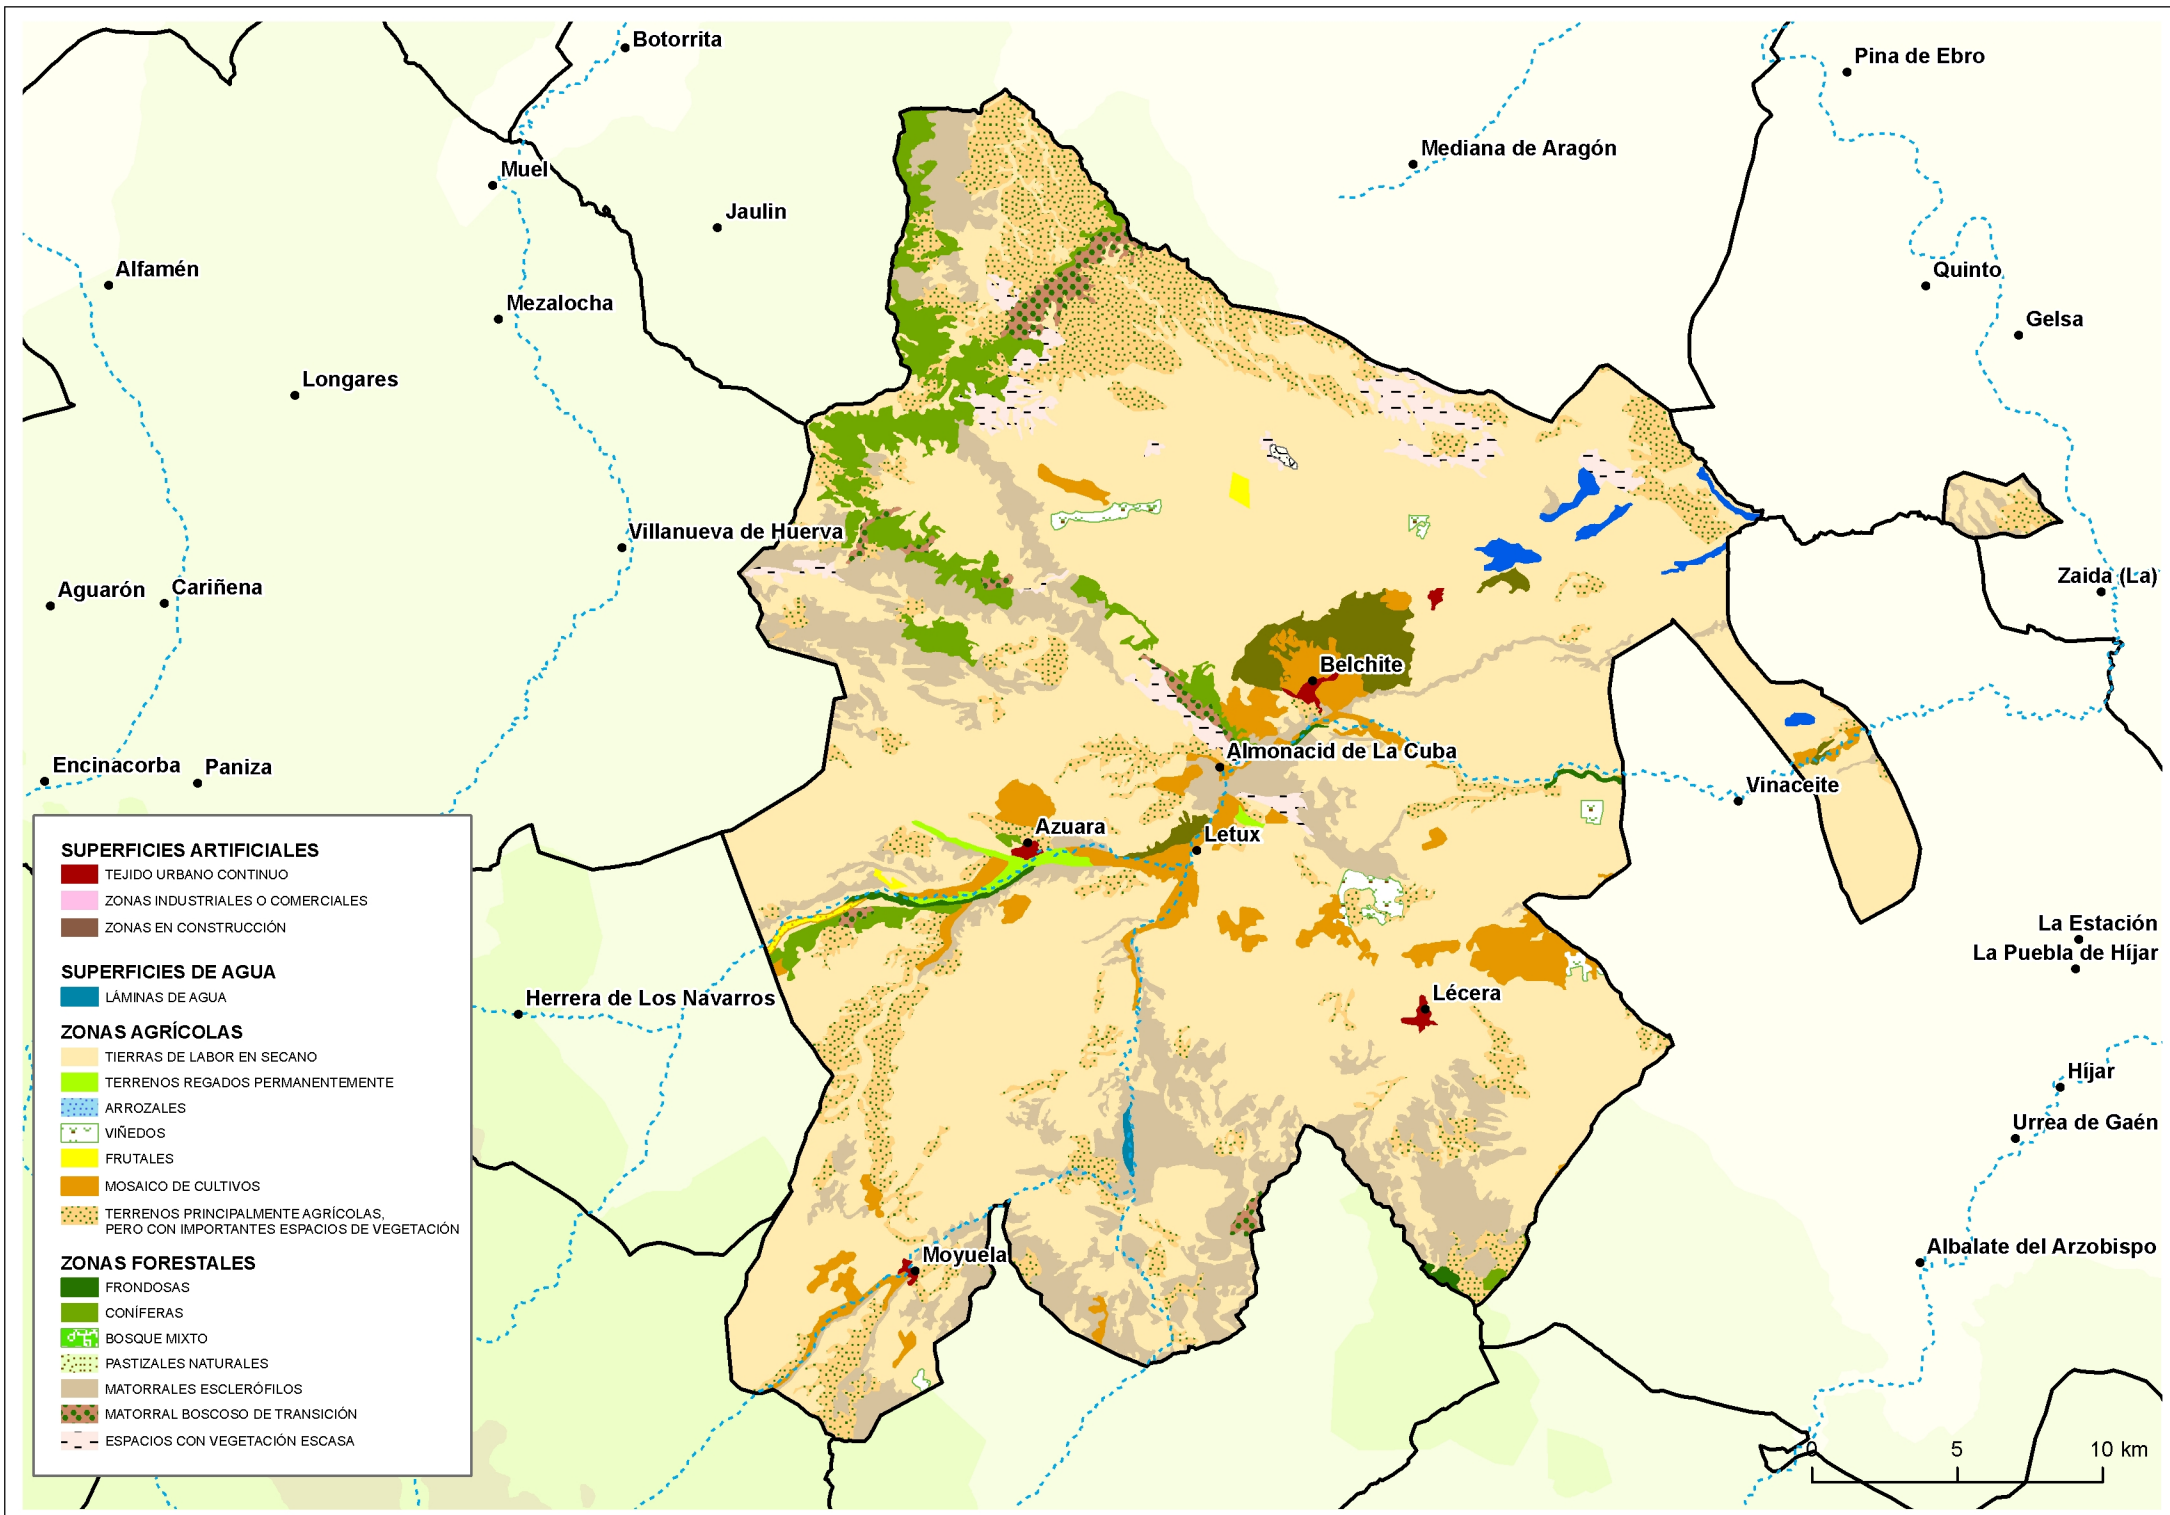 Botorrita
Pina de Ebro
Mediana de Aragón
Muel
Jaulin
Alfamén
Quinto
Mezalocha
Gelsa
Longares
Villanueva de Huerva
Zaida (La)
Aguarón
Cariñena
Belchite
Almonacid de La Cuba
Encinacorba
Paniza
Vinaceite
Azuara
Letux
La Estación
La Puebla de Híjar
Herrera de Los Navarros
Lécera
Híjar
Urrea de Gaén
Moyuela
Albalate del Arzobispo
SUPERFICIES ARTIFICIALES
TEJIDO URBANO CONTINUO
ZONAS INDUSTRIALES O COMERCIALES
ZONAS EN CONSTRUCCIÓN
SUPERFICIES DE AGUA
LÁMINAS DE AGUA
ZONAS AGRÍCOLAS
TIERRAS DE LABOR EN SECANO
TERRENOS REGADOS PERMANENTEMENTE
ARROZALES
VIÑEDOS
FRUTALES
MOSAICO DE CULTIVOS
TERRENOS PRINCIPALMENTE AGRÍCOLAS,
PERO CON IMPORTANTES ESPACIOS DE VEGETACIÓN
ZONAS FORESTALES
FRONDOSAS
CONÍFERAS
BOSQUE MIXTO
PASTIZALES NATURALES
MATORRALES ESCLERÓFILOS
MATORRAL BOSCOSO DE TRANSICIÓN
ESPACIOS CON VEGETACIÓN ESCASA
0 5 10 km